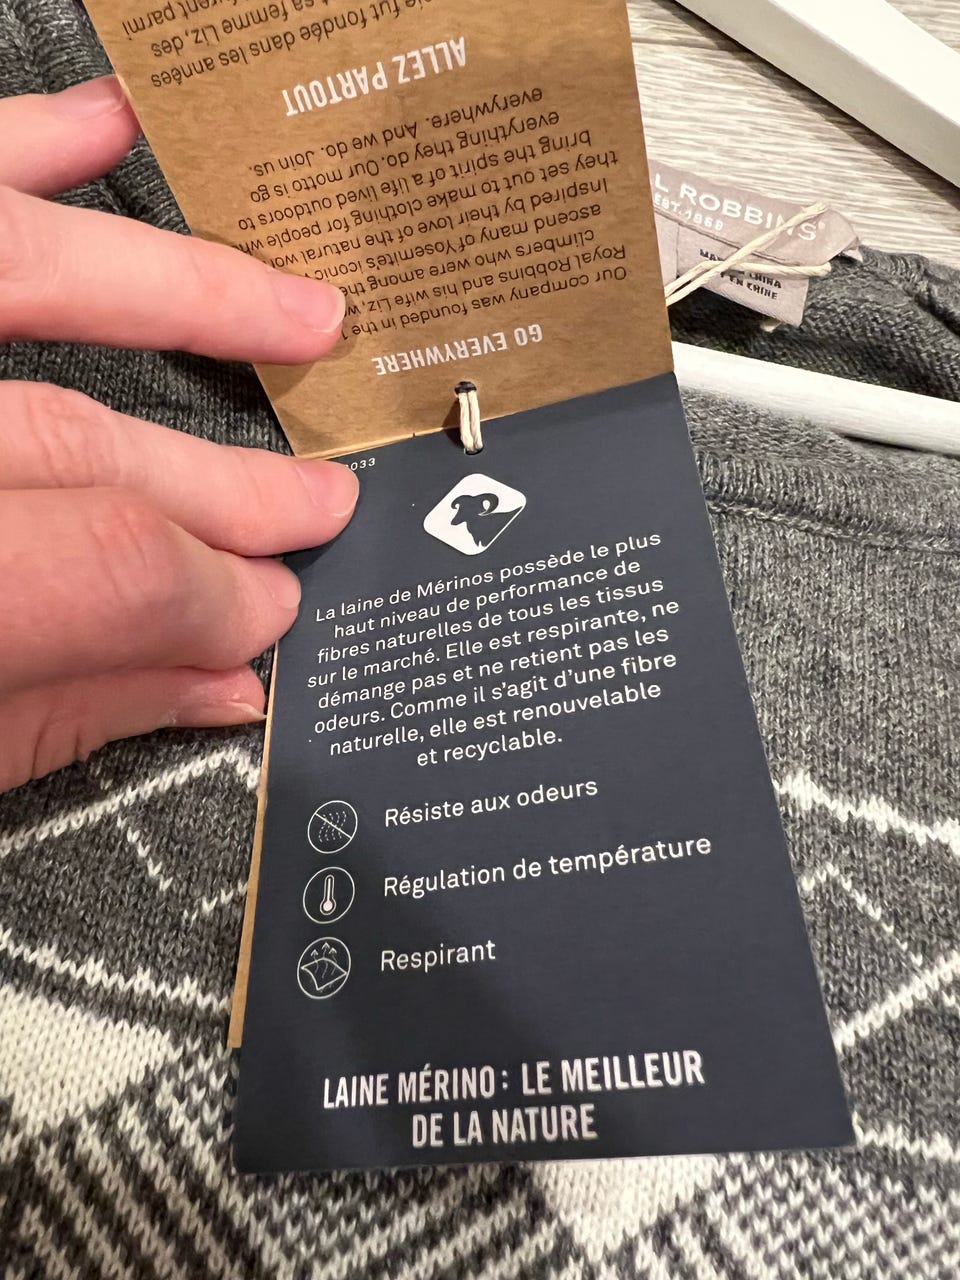 GO EVERYWHERE
Our company was founded in the
Royal Robbins and his wife Liz,
climbers who were among the
ascend many of Yosemite's iconic
Inspired by their love of the natural
they set out to make clothing for people
bring the spirit of a life lived outdoors to
everything they do. Our motto is go
everywhere. And we do. Join us.
ALLEZ PARTOUT
fut fondée dans les années
sa femme Liz, des
parmi
L ROBBINS
EST. 1968
CHINA
EN CHINE
033
La laine de Mérinos possède le plus
haut niveau de performance de
fibres naturelles de tous les tissus
sur le marché. Elle est respirante, ne
démange pas et ne retient pas les
odeurs. Comme il s'agit d'une fibre
naturelle, elle est renouvelable
et recyclable.
Résiste aux odeurs
Régulation de température
Respirant
LAINE MÉRINO : LE MEILLEUR
DE LA NATURE